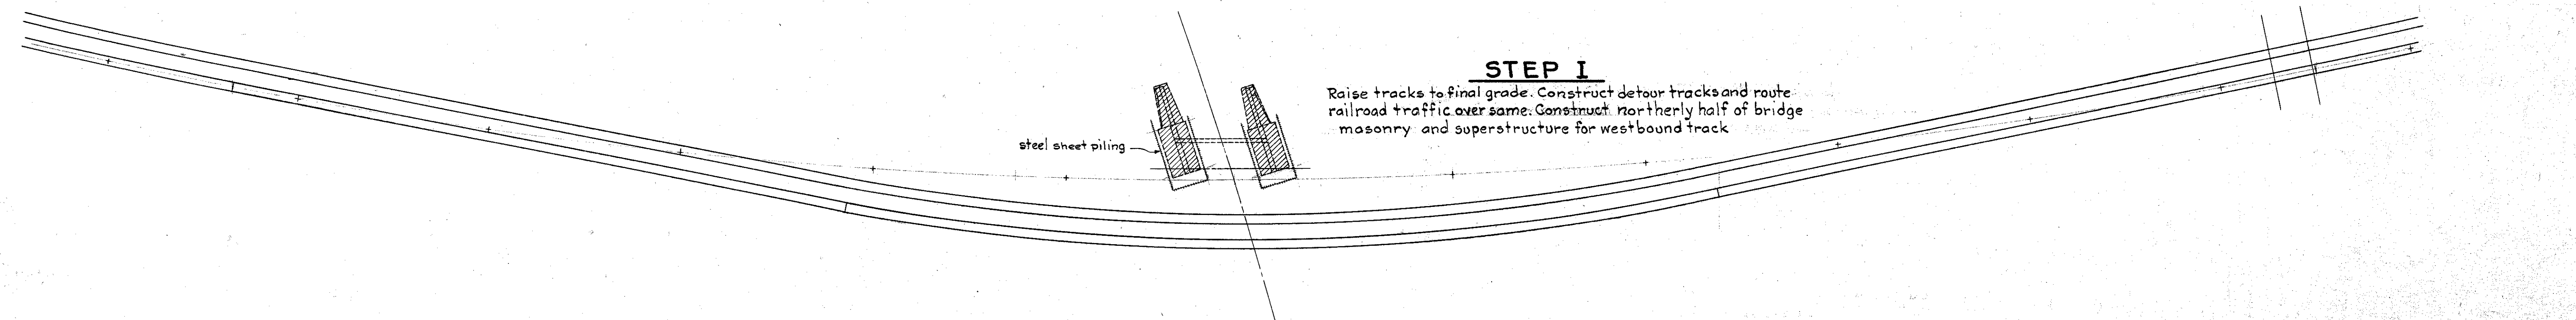 STEP I
Raise tracks to final grade. Construct detour tracks and route
railroad traffic over same. Construct northerly half of bridge
masonry and superstructure for westbound track
steel sheet piling